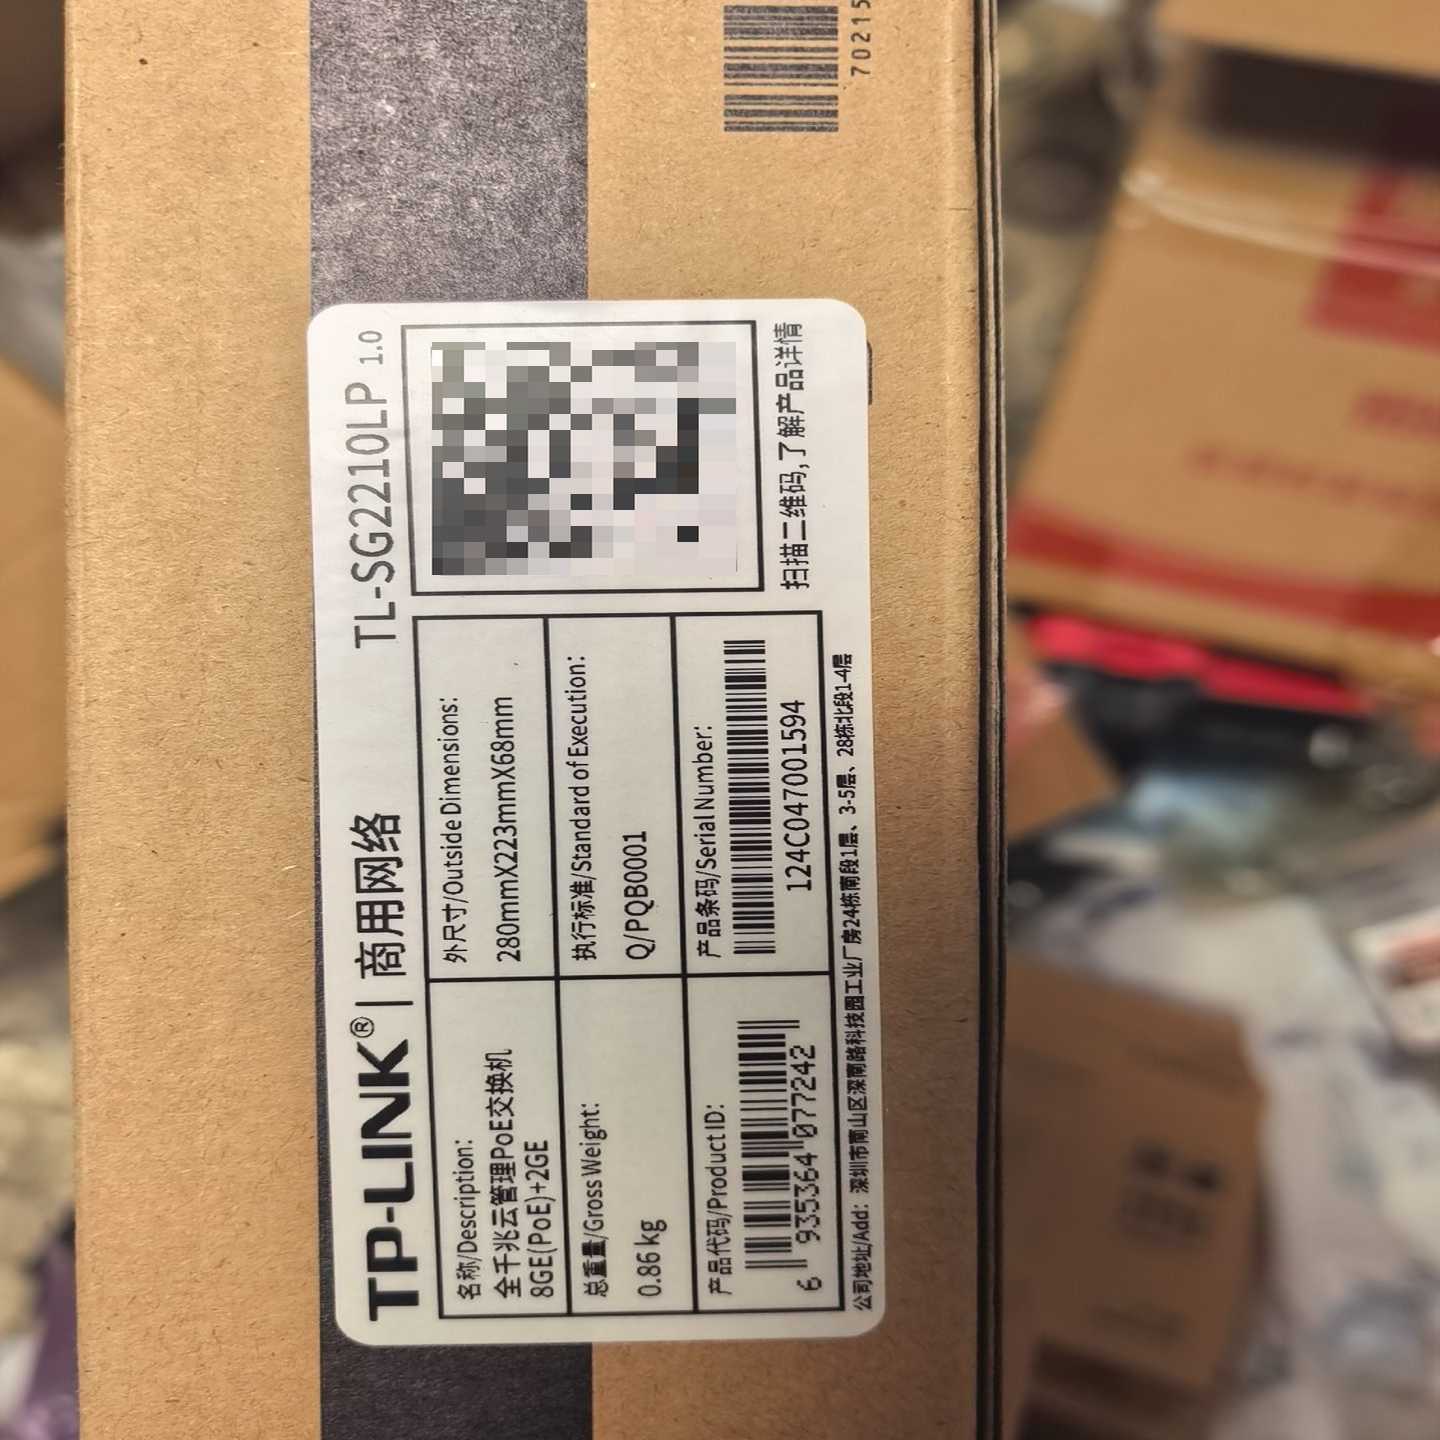 TP-LINK® | 商用网络
TL-SG2210LP 1.0
名称/Description:
全千兆云管理PoE交换机
8GE(PoE)+2GE
外尺寸/Outside Dimensions:
280mmX223mmX68mm
总重量/Gross Weight:
0.86 kg
执行标准/Standard of Execution:
Q/PQB0001
产品代码/Product ID:
6 935364 077242
产品条码/Serial Number:
124C047001594
扫描二维码,了解产品详情
公司地址/Add: 深圳市南山区深南路科技园工业厂房24栋南段1层、3-5层、28栋北段1-4层
70215